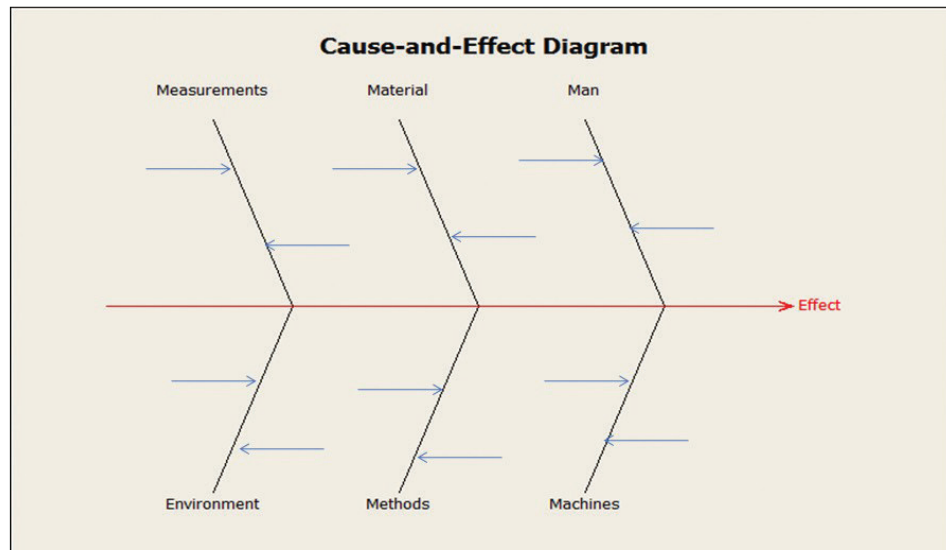 Cause-and-Effect Diagram
Measurements
Material
Man
Effect
Environment
Methods
Machines